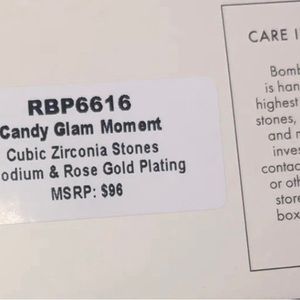 RBP6616
Candy Glam Moment
Cubic Zirconia Stones
odium & Rose Gold Plating
MSRP: $96
CARE I
Bomb
is han
highest
stones,
and m
inves
contac
or oth
store
box